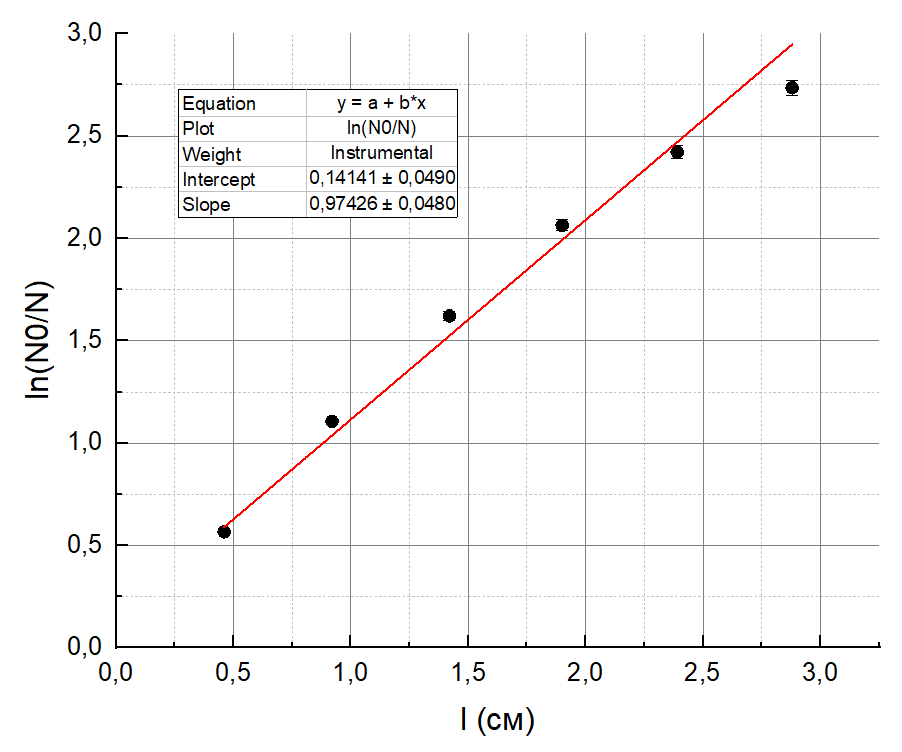 3,0
2,5
2,0
1,5
1,0
0,5
0,0
ln(N0/N)
Equation y = a + b*x
Plot ln(N0/N)
Weight Instrumental
Intercept 0,14141 ± 0,0490
Slope 0,97426 ± 0,0480
0,0 0,5 1,0 1,5 2,0 2,5 3,0
l (см)